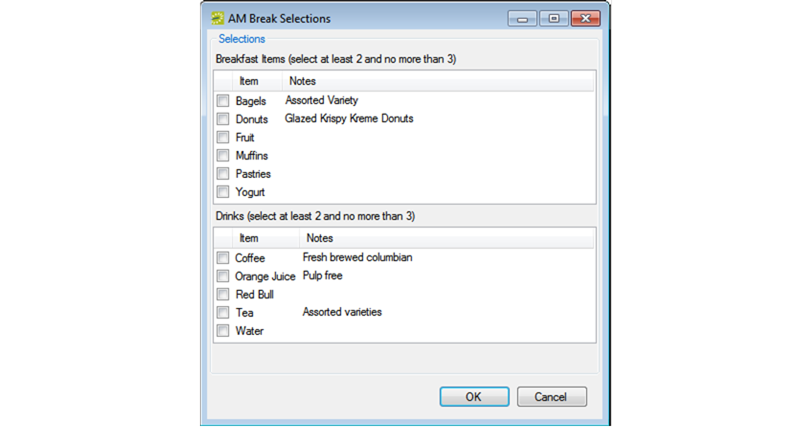 AM Break Selections
Selections
Breakfast Items (select at least 2 and no more than 3)
Item Notes
Bagels Assorted Variety
Donuts Glazed Krispy Kreme Donuts
Fruit
Muffins
Pastries
Yogurt
Drinks (select at least 2 and no more than 3)
Item Notes
Coffee Fresh brewed columbian
Orange Juice Pulp free
Red Bull
Tea Assorted varieties
Water
OK Cancel